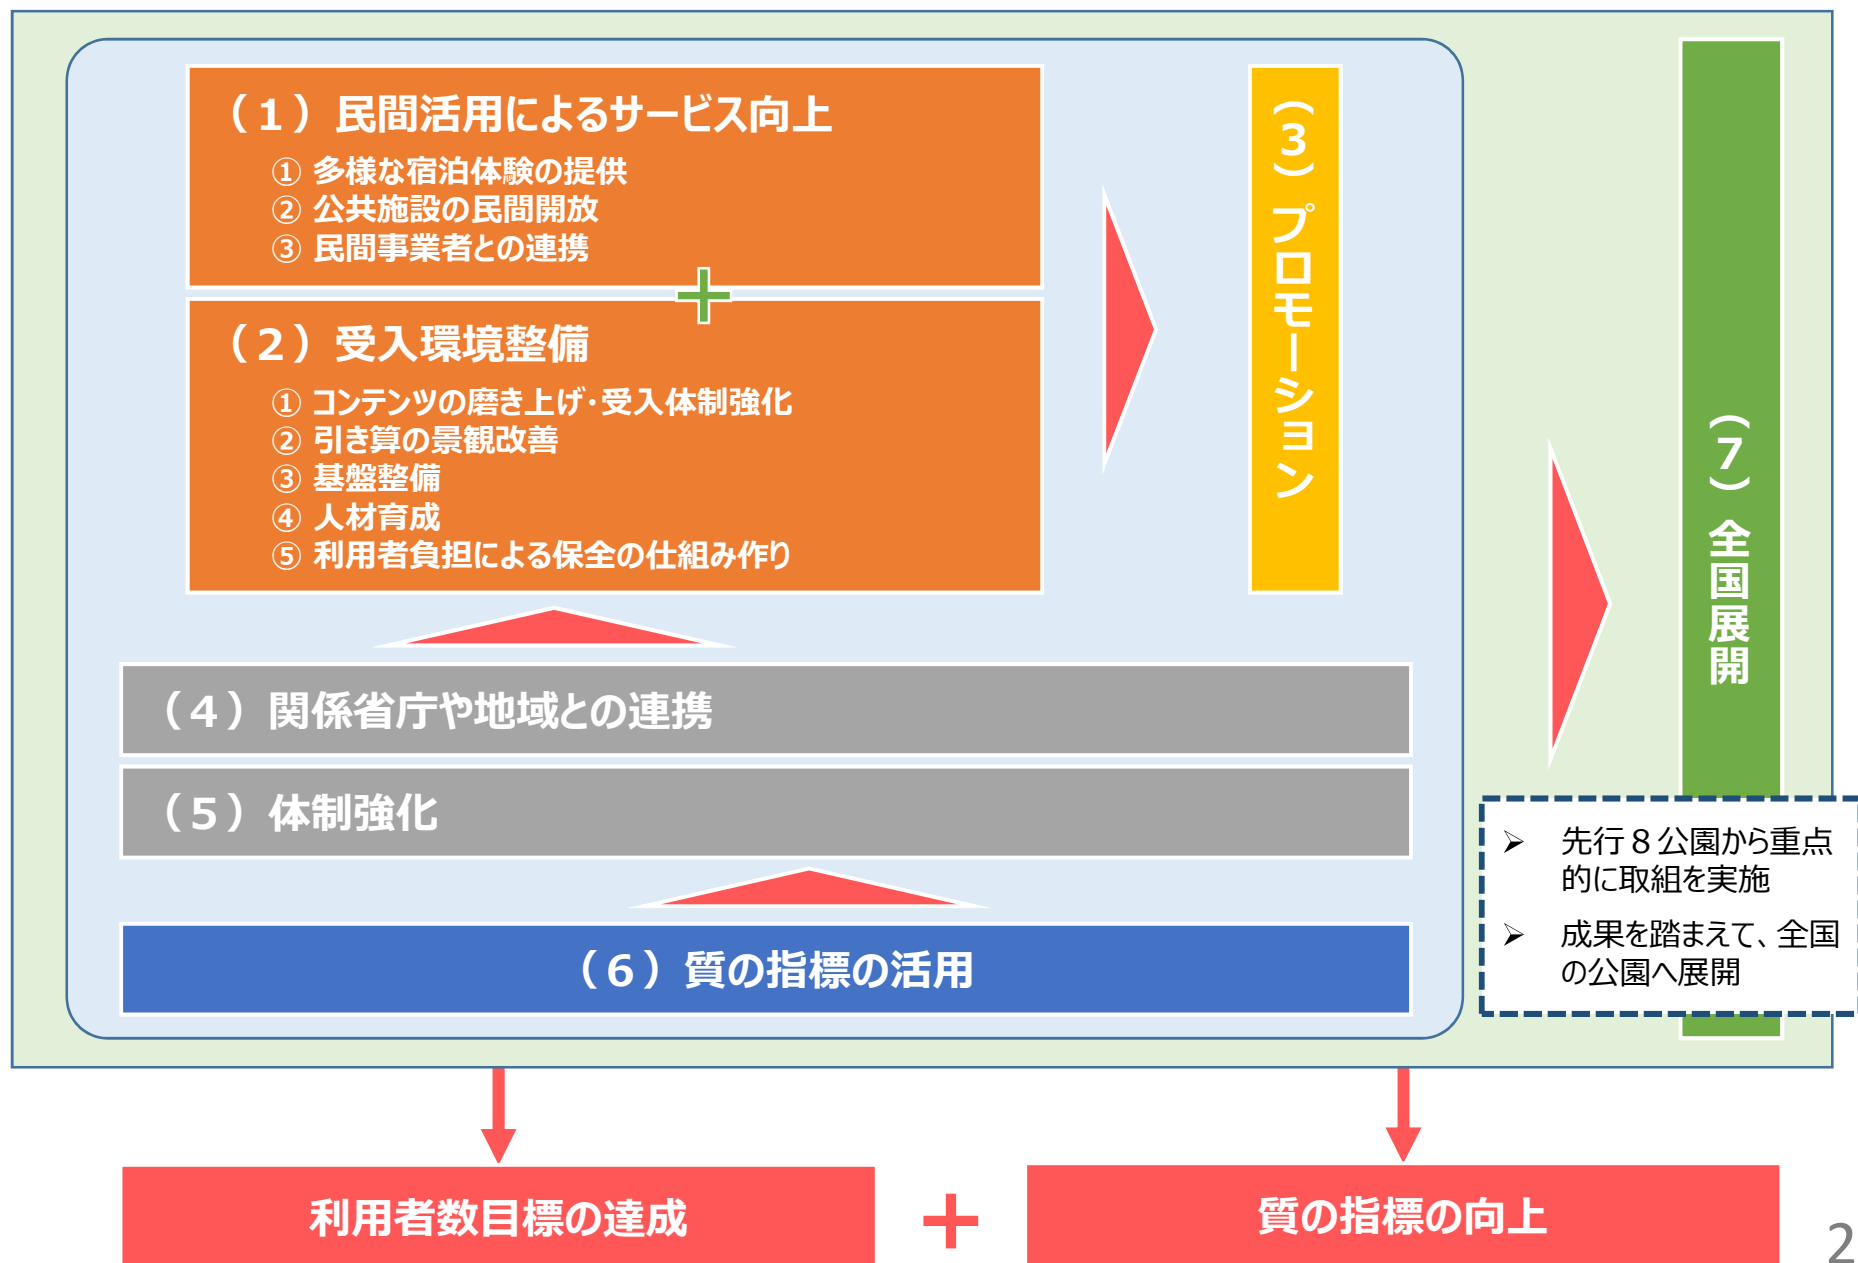 （１）民間活用によるサービス向上
① 多様な宿泊体験の提供
② 公共施設の民間開放
③ 民間事業者との連携
＋
（２）受入環境整備
① コンテンツの磨き上げ・受入体制強化
② 引き算の景観改善
③ 基盤整備
④ 人材育成
⑤ 利用者負担による保全の仕組み作り
（３）プロモーション
（４）関係省庁や地域との連携
（５）体制強化
（６）質の指標の活用
（７）全国展開
➢ 先行８公園から重点
的に取組を実施
➢ 成果を踏まえて、全国
の公園へ展開
利用者数目標の達成
＋
質の指標の向上
2